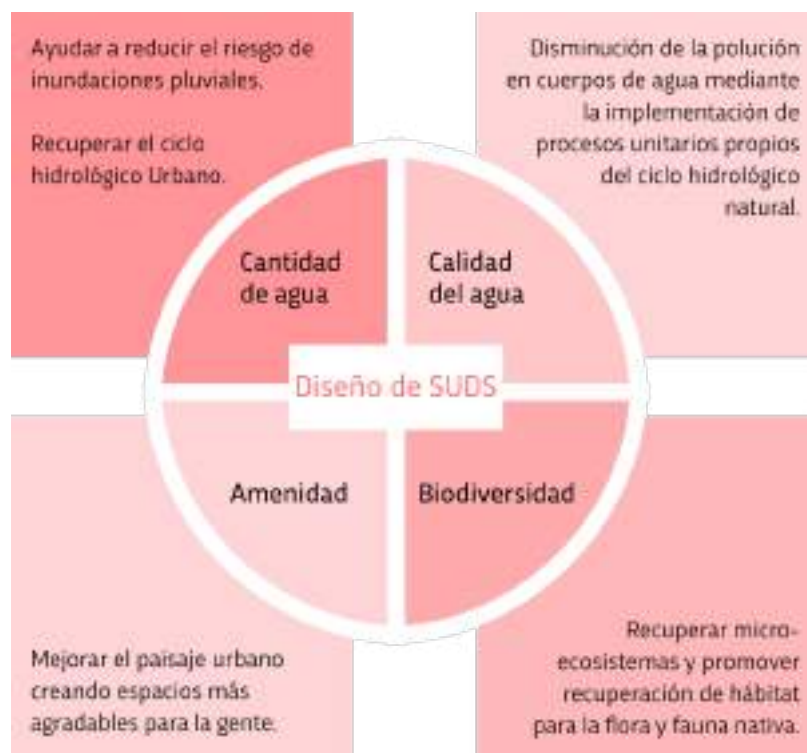 Ayudar a reducir el riesgo de
inundaciones pluviales.
Recuperar el ciclo
hidrológico Urbano.
Disminución de la polución
en cuerpos de agua mediante
la implementación de
procesos unitarios propios
del ciclo hidrológico
natural.
Cantidad
de agua
Calidad
del agua
Diseño de SUDS
Amenidad
Biodiversidad
Mejorar el paisaje urbano
creando espacios más
agradables para la gente.
Recuperar micro-
ecosistemas y promover
recuperación de hábitat
para la flora y fauna nativa.